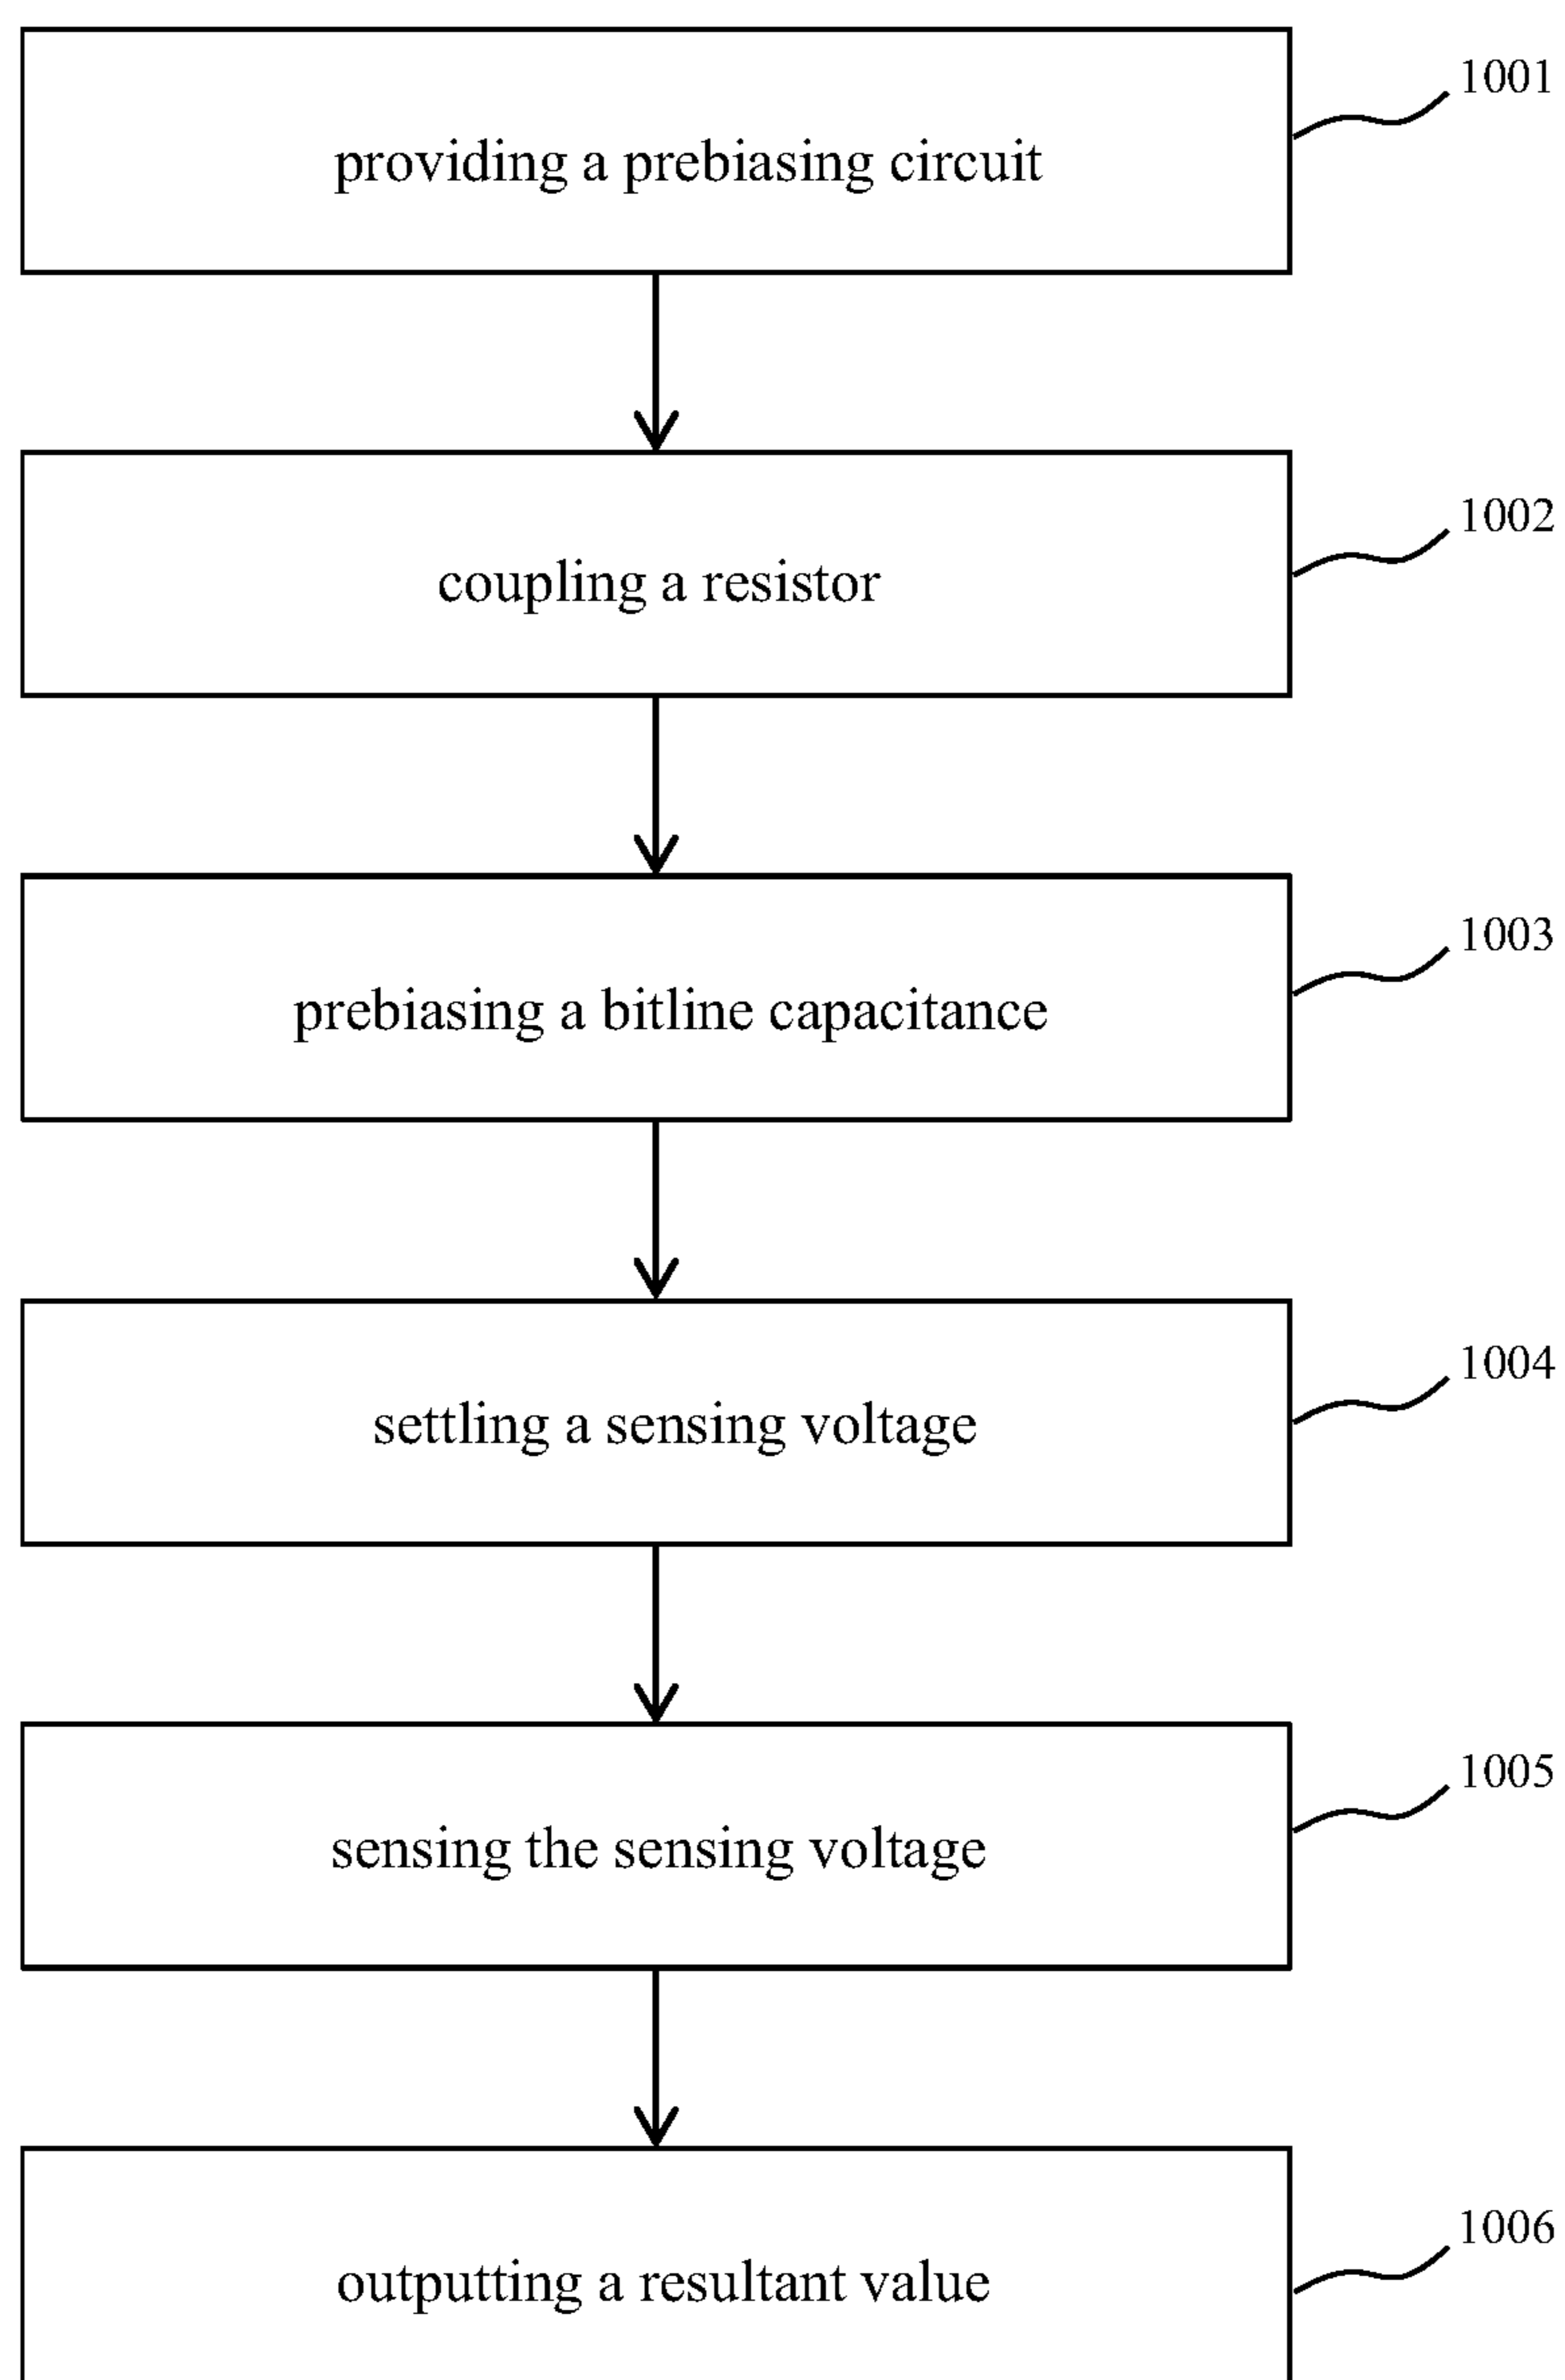 1001
providing a prebiasing circuit
1002
coupling a resistor
1003
prebiasing a bitline capacitance
1004
settling a sensing voltage
1005
sensing the sensing voltage
1006
outputting a resultant value